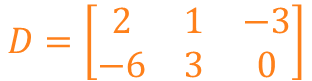 D = [ 2 1 −3
−6 3 0 ]